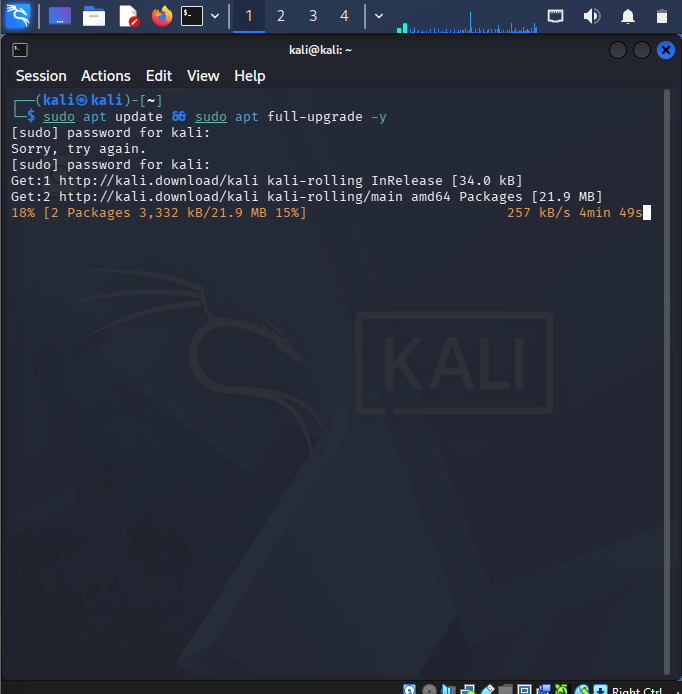 1 2 3 4
kali@kali: ~
Session Actions Edit View Help
┌──(kali㉿kali)-[~]
└─$ sudo apt update && sudo apt full-upgrade -y
[sudo] password for kali:
Sorry, try again.
[sudo] password for kali:
Get:1 http://kali.download/kali kali-rolling InRelease [34.0 kB]
Get:2 http://kali.download/kali kali-rolling/main amd64 Packages [21.9 MB]
18% [2 Packages 3,332 kB/21.9 MB 15%] 257 kB/s 4min 49s
KALI
Right Ctrl